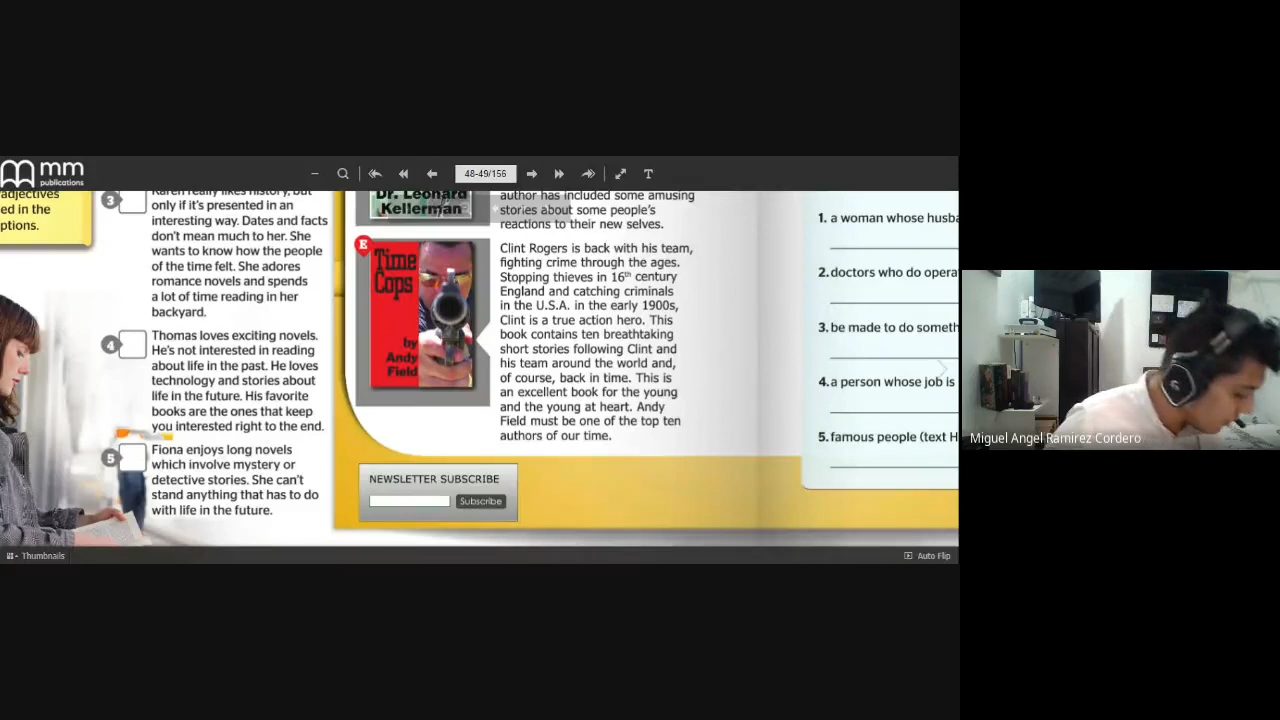 mm
publications
48-49/156
T
adjectives
ed in the
ptions.
3
Karen really likes history, but
only if it's presented in an
interesting way. Dates and facts
don't mean much to her. She
wants to know how the people
of the time felt. She adores
romance novels and spends
a lot of time reading in her
backyard.
4
Thomas loves exciting novels.
He's not interested in reading
about life in the past. He loves
technology and stories about
life in the future. His favorite
books are the ones that keep
you interested right to the end.
5
Fiona enjoys long novels
which involve mystery or
detective stories. She can't
stand anything that has to do
with life in the future.
Dr. Leonard
Kellerman
author has included some amusing
stories about some people's
reactions to their new selves.
E
Time
Cops
by
Andy
Field
Clint Rogers is back with his team,
fighting crime through the ages.
Stopping thieves in 16th century
England and catching criminals
in the U.S.A. in the early 1900s,
Clint is a true action hero. This
book contains ten breathtaking
short stories following Clint and
his team around the world and,
of course, back in time. This is
an excellent book for the young
and the young at heart. Andy
Field must be one of the top ten
authors of our time.
NEWSLETTER SUBSCRIBE
Subscribe
1. a woman whose husba
2. doctors who do opera
3. be made to do someth
4. a person whose job is
5. famous people (text H
Miguel Angel Ramirez Cordero
Thumbnails
Auto Flip